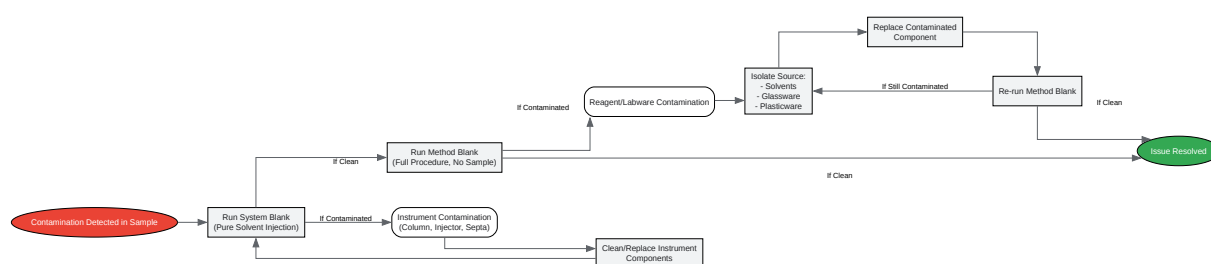 Replace Contaminated
Component
Isolate Source:
- Solvents
- Glassware
- Plasticware
If Still Contaminated
Re-run Method Blank
If Clean
If Contaminated
Reagent/Labware Contamination
Run Method Blank
(Full Procedure, No Sample)
If Clean
Issue Resolved
If Clean
Contamination Detected in Sample
Run System Blank
(Pure Solvent Injection)
If Contaminated
Instrument Contamination
(Column, Injector, Septa)
Clean/Replace Instrument
Components